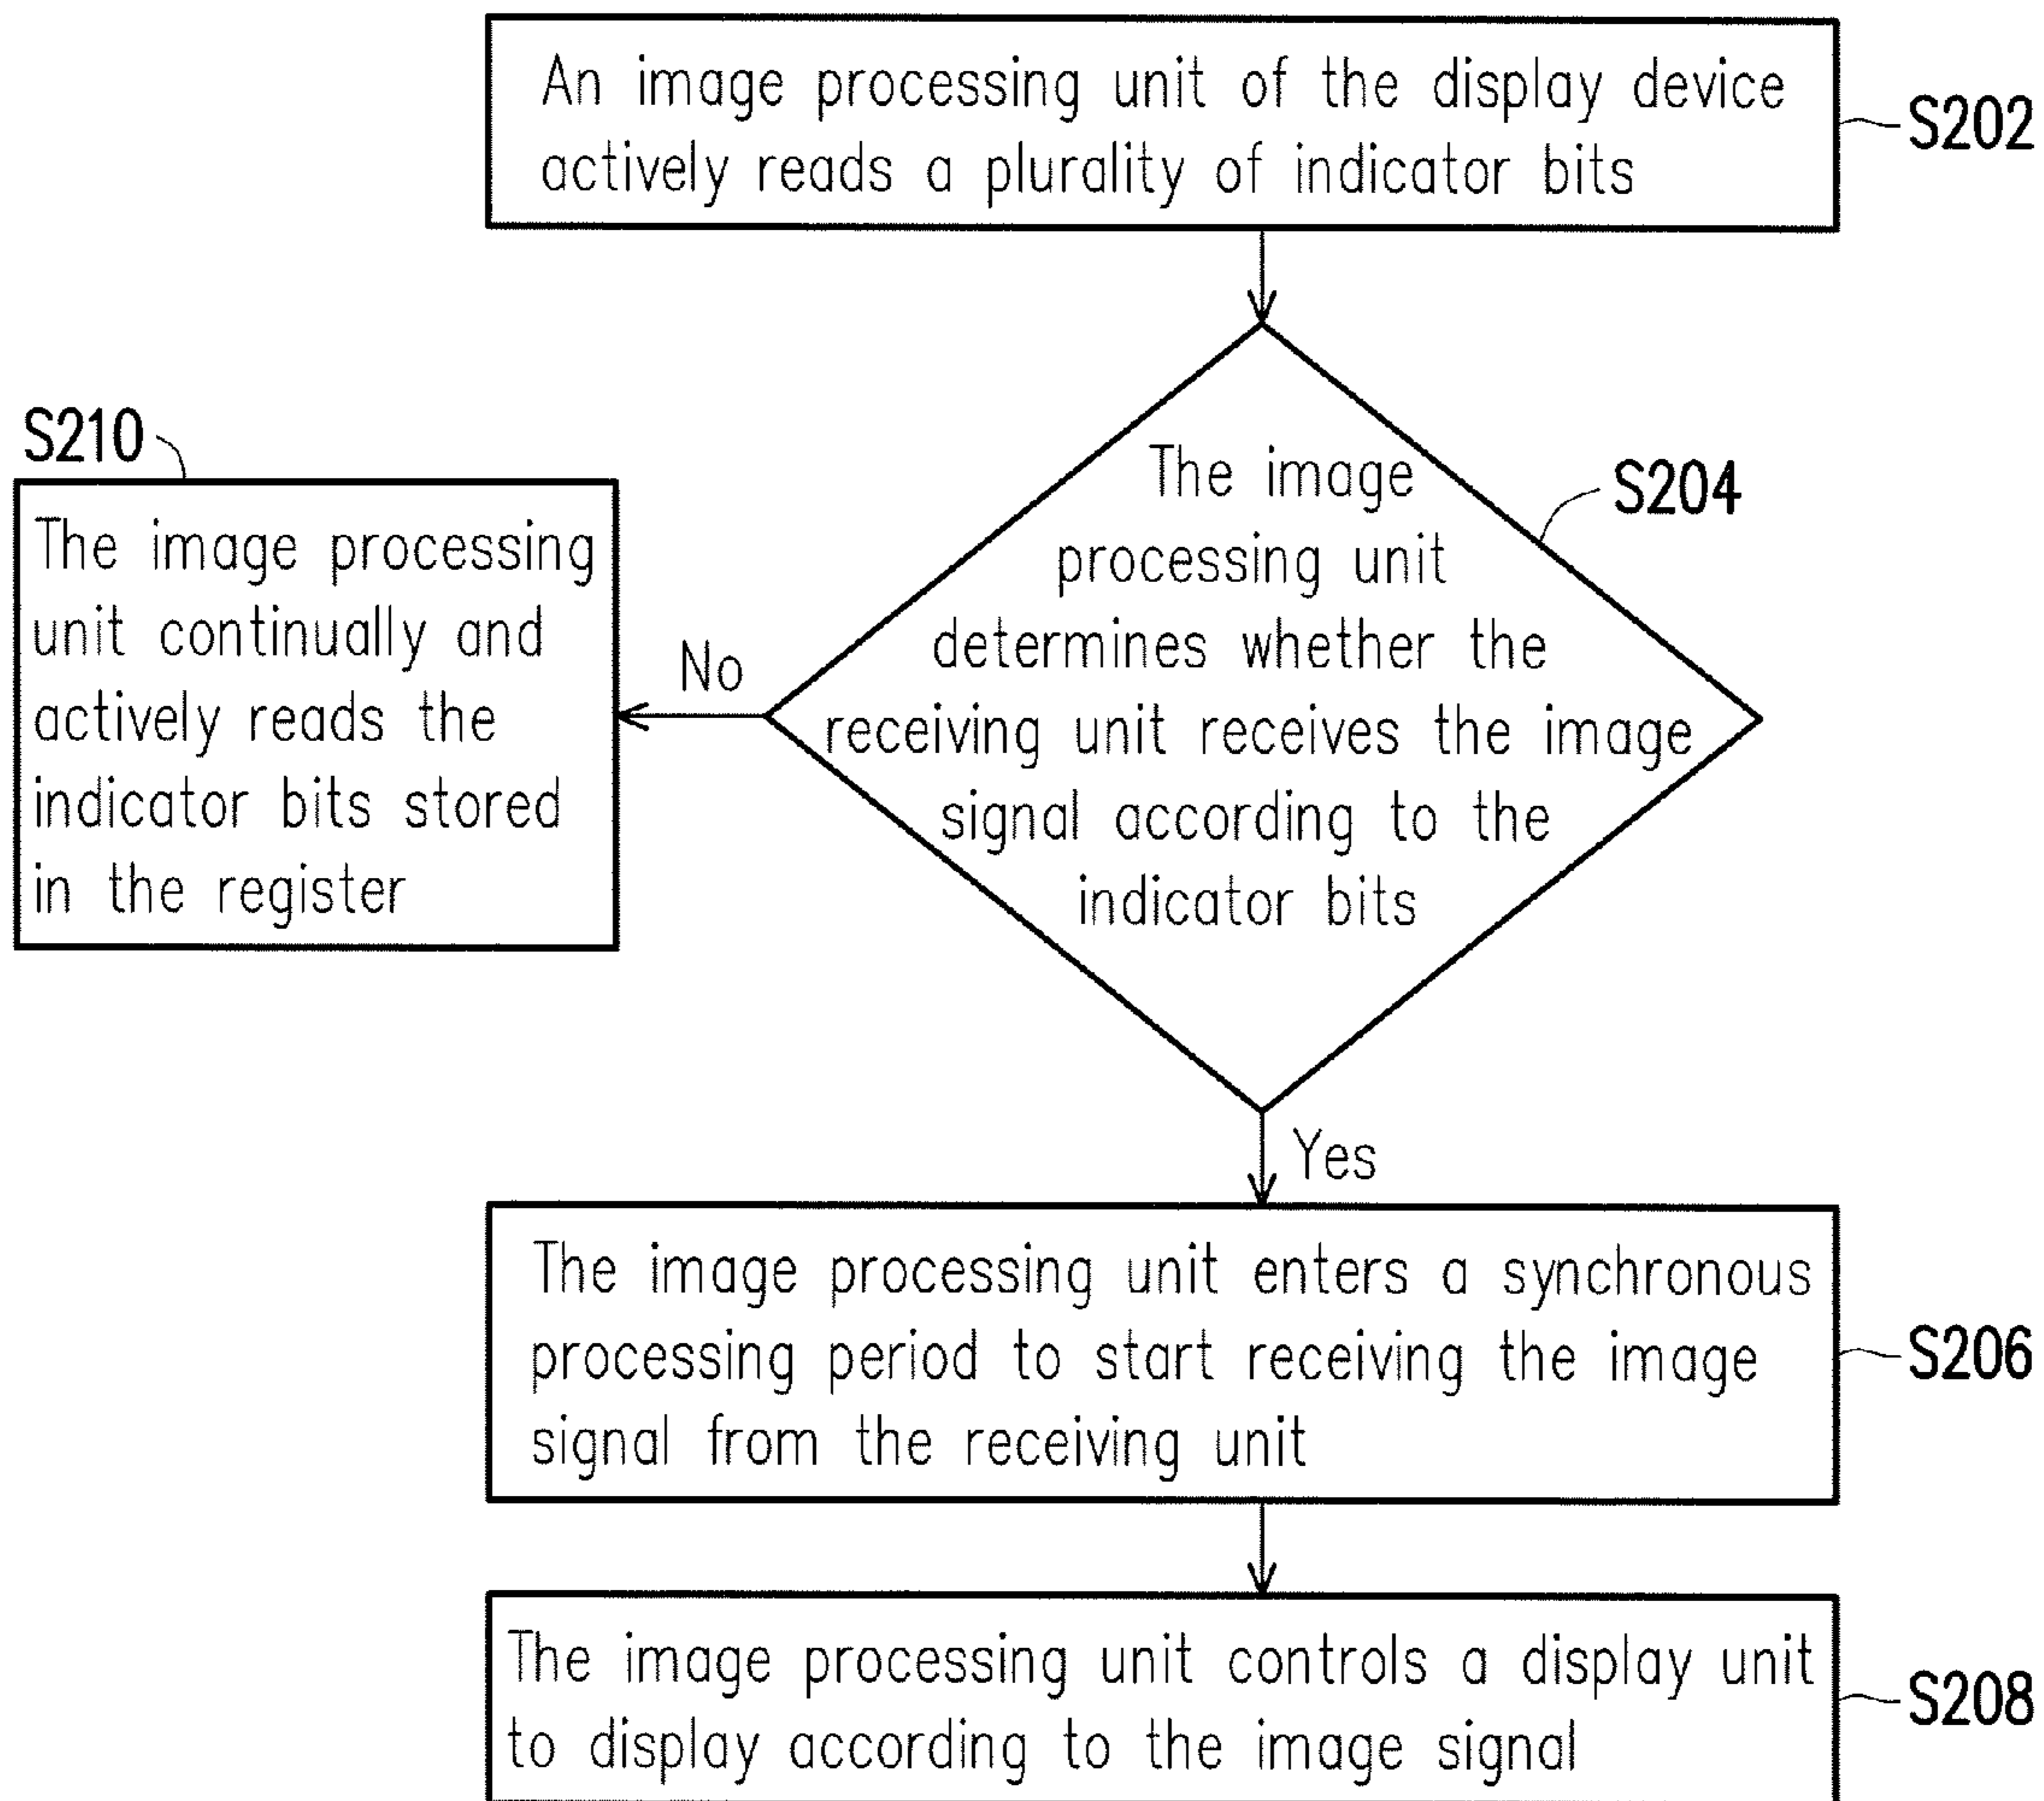 An image processing unit of the display device
actively reads a plurality of indicator bits
S202
S210
The image processing
unit continually and
actively reads the
indicator bits stored
in the register
No
The image
processing unit
determines whether the
receiving unit receives the image
signal according to the
indicator bits
S204
Yes
The image processing unit enters a synchronous
processing period to start receiving the image
signal from the receiving unit
S206
The image processing unit controls a display unit
to display according to the image signal
S208